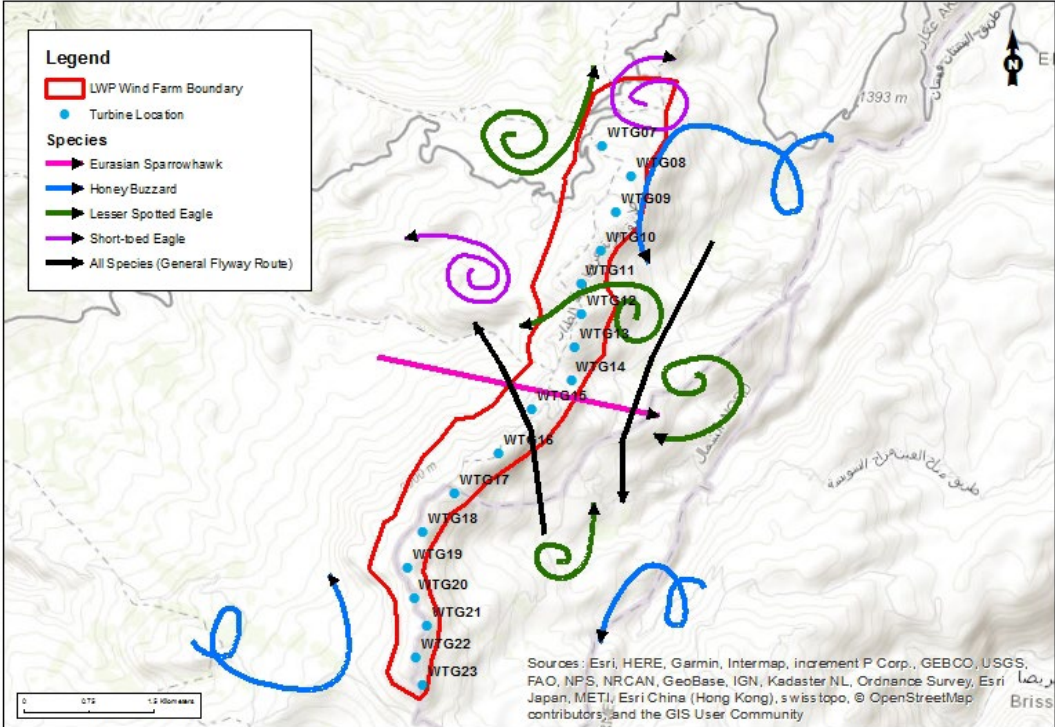 Legend
LWP Wind Farm Boundary
Turbine Location
Species
Eurasian Sparrowhawk
Honey Buzzard
Lesser Spotted Eagle
Short-toed Eagle
All Species (General Flyway Route)
N
1393 m
WTG07
WTG08
WTG09
WTG10
WTG11
WTG12
WTG13
WTG14
WTG15
WTG16
WTG17
WTG18
WTG19
WTG20
WTG21
WTG22
WTG23
0 0.75 1.5 Kilometers
Sources: Esri, HERE, Garmin, Intermap, increment P Corp., GEBCO, USGS,
FAO, NPS, NRCAN, GeoBase, IGN, Kadaster NL, Ordnance Survey, Esri
Japan, METI, Esri China (Hong Kong), swisstopo, © OpenStreetMap
contributors, and the GIS User Community
Briss